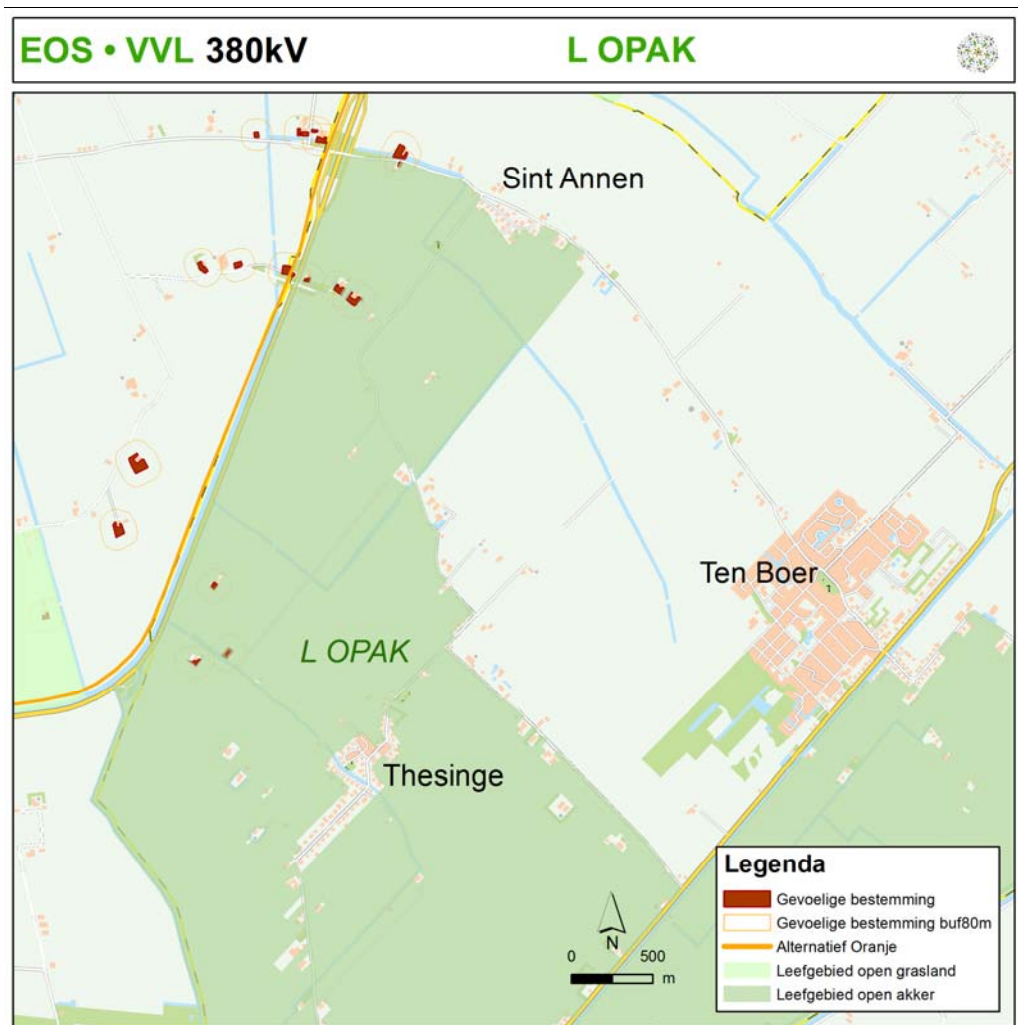 EOS • VVL 380kV L OPAK
Sint Annen
Ten Boer
L OPAK
Thesinge
N
0 500
m
Legenda
Gevoelige bestemming
Gevoelige bestemming buf80m
Alternatief Oranje
Leefgebied open grasland
Leefgebied open akker